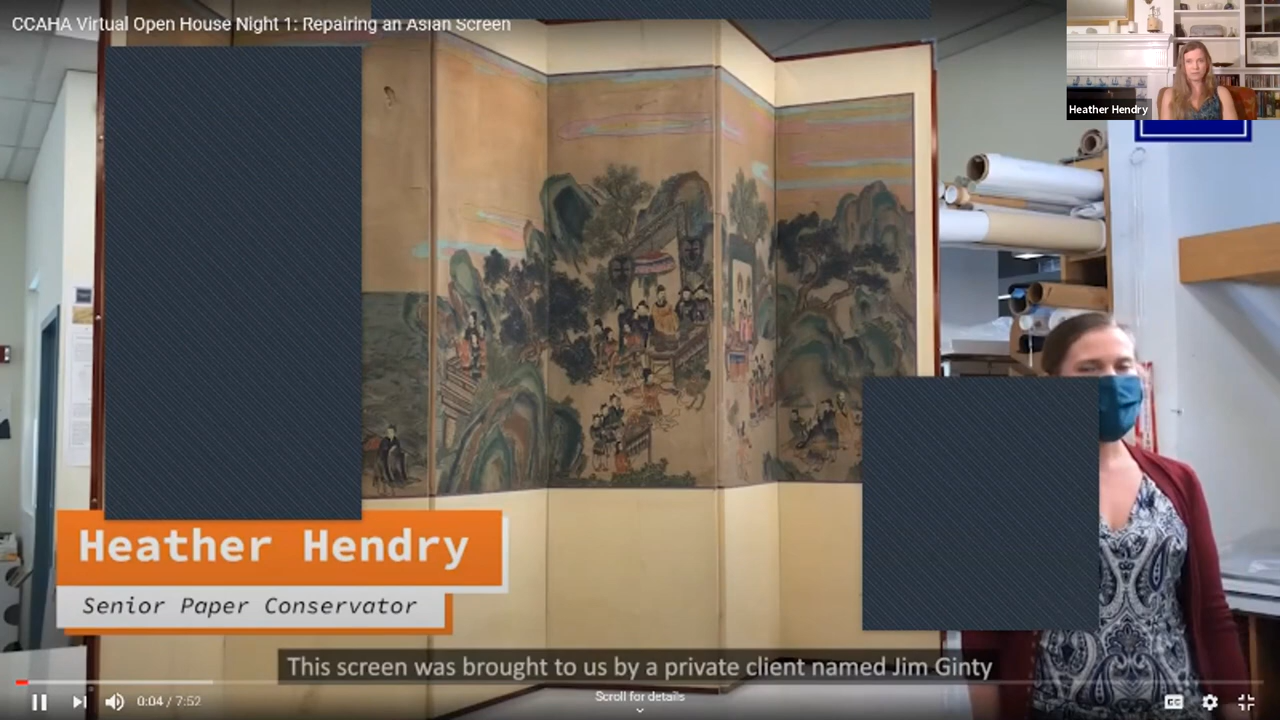 CCAHA Virtual Open House Night 1: Repairing an Asian Screen
Heather Hendry
Heather Hendry
Senior Paper Conservator
This screen was brought to us by a private client named Jim Ginty
0:04 / 7:52
Scroll for details
CC